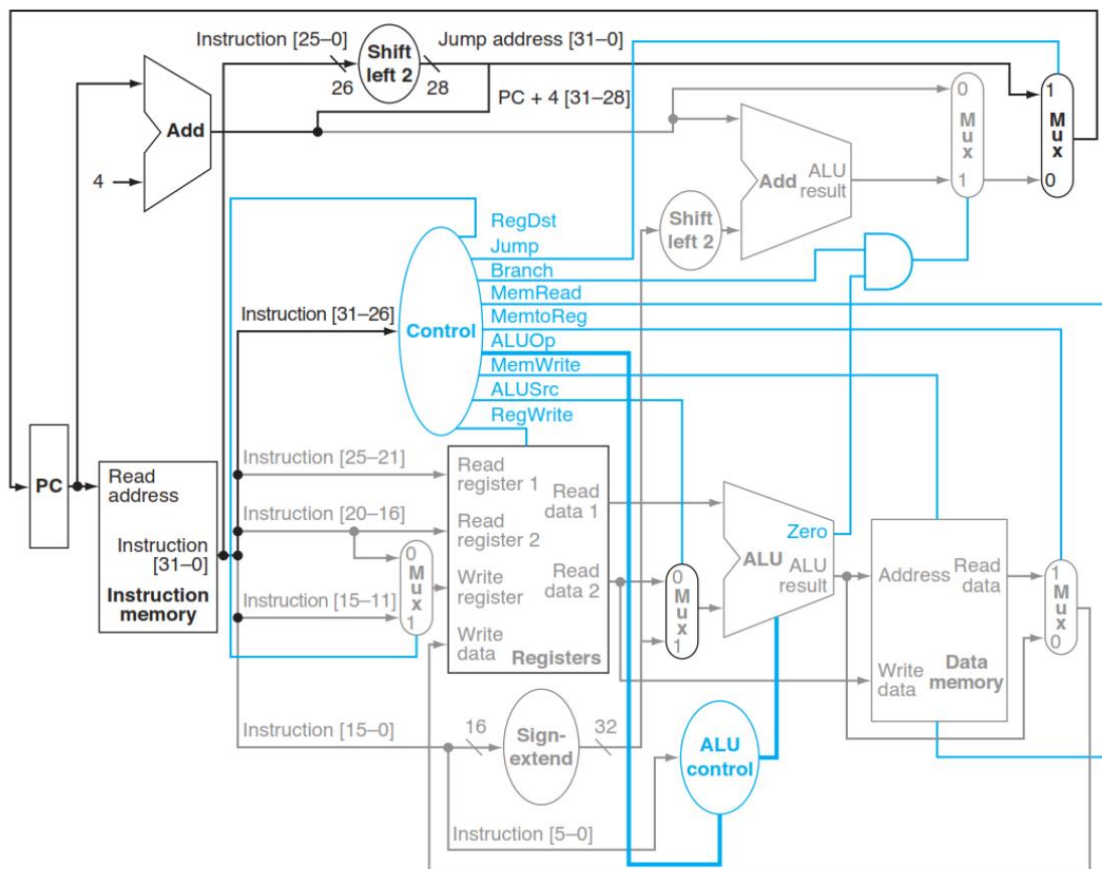 Instruction [25–0]
Shift
left 2
Jump address [31–0]
26
28
PC + 4 [31–28]
Add
4
0
M
u
x
1
1
M
u
x
0
Add
ALU
result
Shift
left 2
RegDst
Jump
Branch
MemRead
MemtoReg
ALUOp
MemWrite
ALUSrc
RegWrite
Instruction [31–26]
Control
PC
Read
address
Instruction
[31–0]
Instruction
memory
Instruction [25–21]
Instruction [20–16]
Instruction [15–11]
0
M
u
x
1
Read
register 1
Read
register 2
Write
register
Write
data
Read
data 1
Read
data 2
Registers
0
M
u
x
1
Zero
ALU
ALU
result
Address
Read
data
Write
data
Data
memory
1
M
u
x
0
Instruction [15–0]
16
Sign-
extend
32
ALU
control
Instruction [5–0]